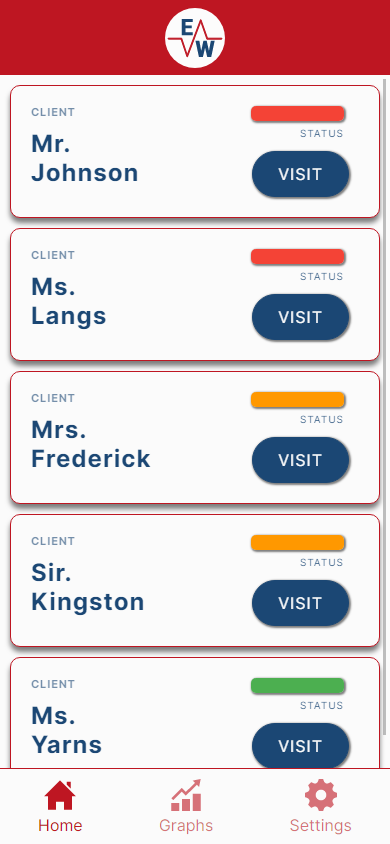 E
W
CLIENT
Mr.
Johnson
STATUS
VISIT
CLIENT
Ms.
Langs
STATUS
VISIT
CLIENT
Mrs.
Frederick
STATUS
VISIT
CLIENT
Sir.
Kingston
STATUS
VISIT
CLIENT
Ms.
Yarns
STATUS
VISIT
Home
Graphs
Settings